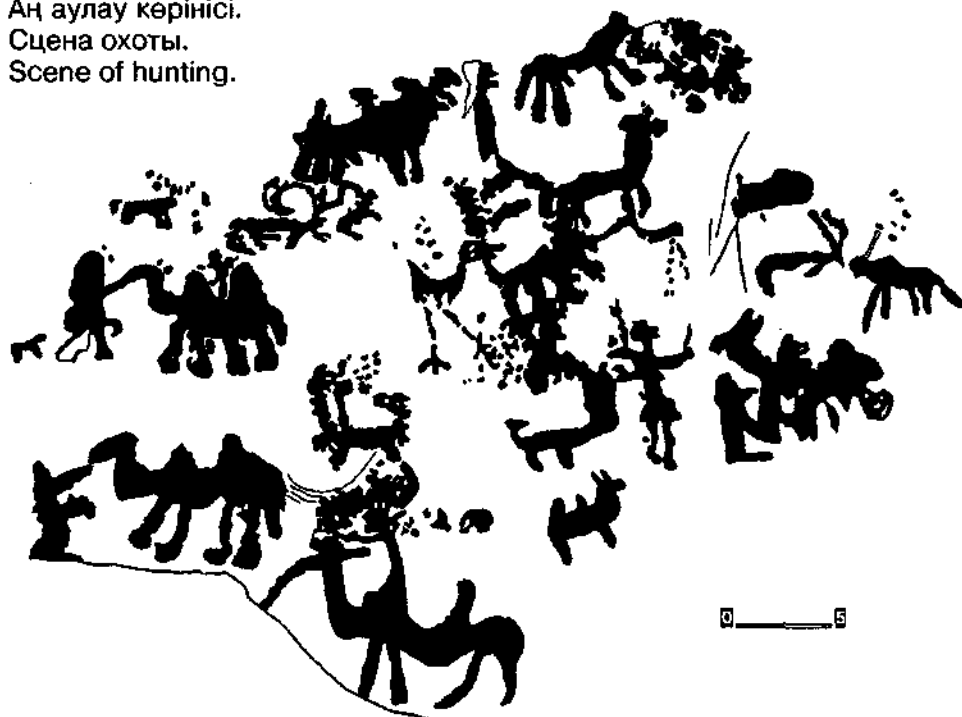 Аң аулау көрінісі.
Сцена охоты.
Scene of hunting.
0 5